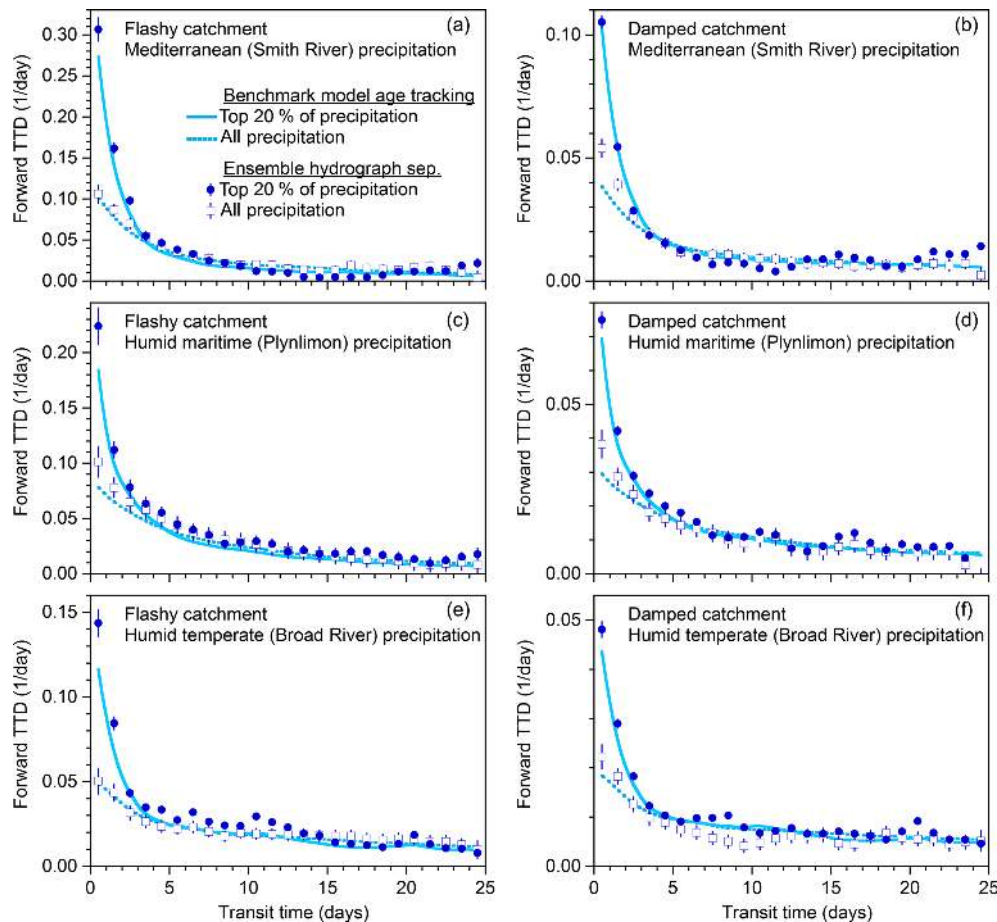 (a)
Flashy catchment
Mediterranean (Smith River) precipitation
Benchmark model age tracking
Top 20 % of precipitation
All precipitation
Ensemble hydrograph sep.
Top 20 % of precipitation
All precipitation
Forward TTD (1/day)
0.30
0.25
0.20
0.15
0.10
0.05
0.00
(b)
Damped catchment
Mediterranean (Smith River) precipitation
Forward TTD (1/day)
0.10
0.05
0.00
(c)
Flashy catchment
Humid maritime (Plynlimon) precipitation
Forward TTD (1/day)
0.20
0.15
0.10
0.05
0.00
(d)
Damped catchment
Humid maritime (Plynlimon) precipitation
Forward TTD (1/day)
0.05
0.00
(e)
Flashy catchment
Humid temperate (Broad River) precipitation
Forward TTD (1/day)
0.15
0.10
0.05
0.00
0 5 10 15 20 25
Transit time (days)
(f)
Damped catchment
Humid temperate (Broad River) precipitation
Forward TTD (1/day)
0.05
0.00
0 5 10 15 20 25
Transit time (days)